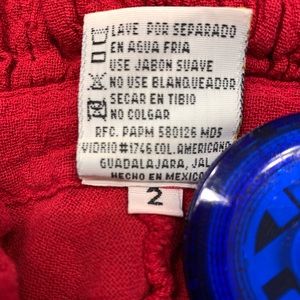 LAVE POR SEPARADO
EN AGUA FRIA
USE JABON SUAVE
NO USE BLANQUEADOR
SECAR EN TIBIO
NO COLGAR
RFC. PAPM 580126 MD5
VIDRIO #1746 COL. AMERICANA
GUADALAJARA, JAL.
HECHO EN MEXICO
2